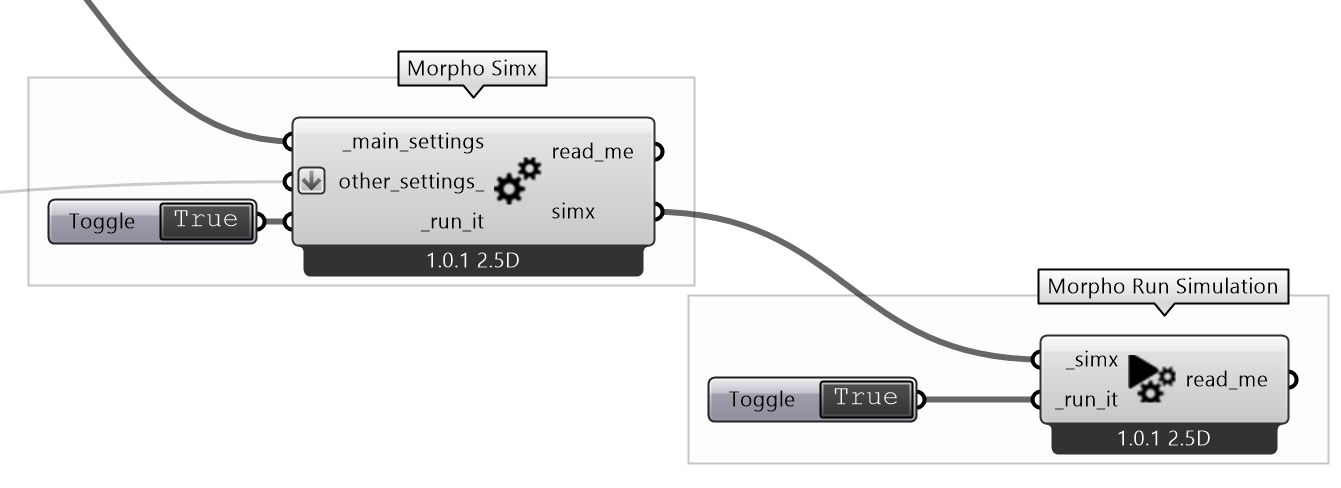 Morpho Simx
_main_settings
other_settings_
_run_it
read_me
simx
Toggle
True
1.0.1 2.5D
Morpho Run Simulation
_simx
_run_it
read_me
Toggle
True
1.0.1 2.5D